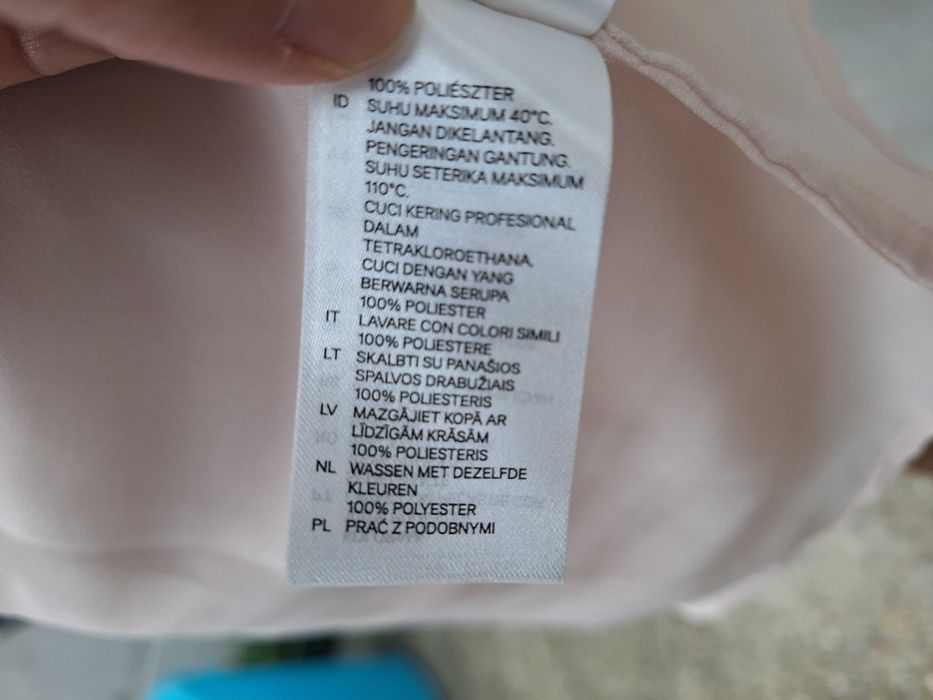 100% POLIÉSZTER
ID SUHU MAKSIMUM 40°C.
JANGAN DIKELANTANG.
PENGERINGAN GANTUNG.
SUHU SETERIKA MAKSIMUM
110°C.
CUCI KERING PROFESIONAL
DALAM
TETRAKLOROETHANA.
CUCI DENGAN YANG
BERWARNA SERUPA
100% POLIESTER
IT LAVARE CON COLORI SIMILI
100% POLIESTERE
LT SKALBTI SU PANAŠIOS
SPALVOS DRABUŽIAIS
100% POLIESTERIS
LV MAZGĀJIET KOPĀ AR
LĪDZĪGĀM KRĀSĀM
100% POLIESTERIS
NL WASSEN MET DEZELFDE
KLEUREN
100% POLYESTER
PL PRAĆ Z PODOBNYMI